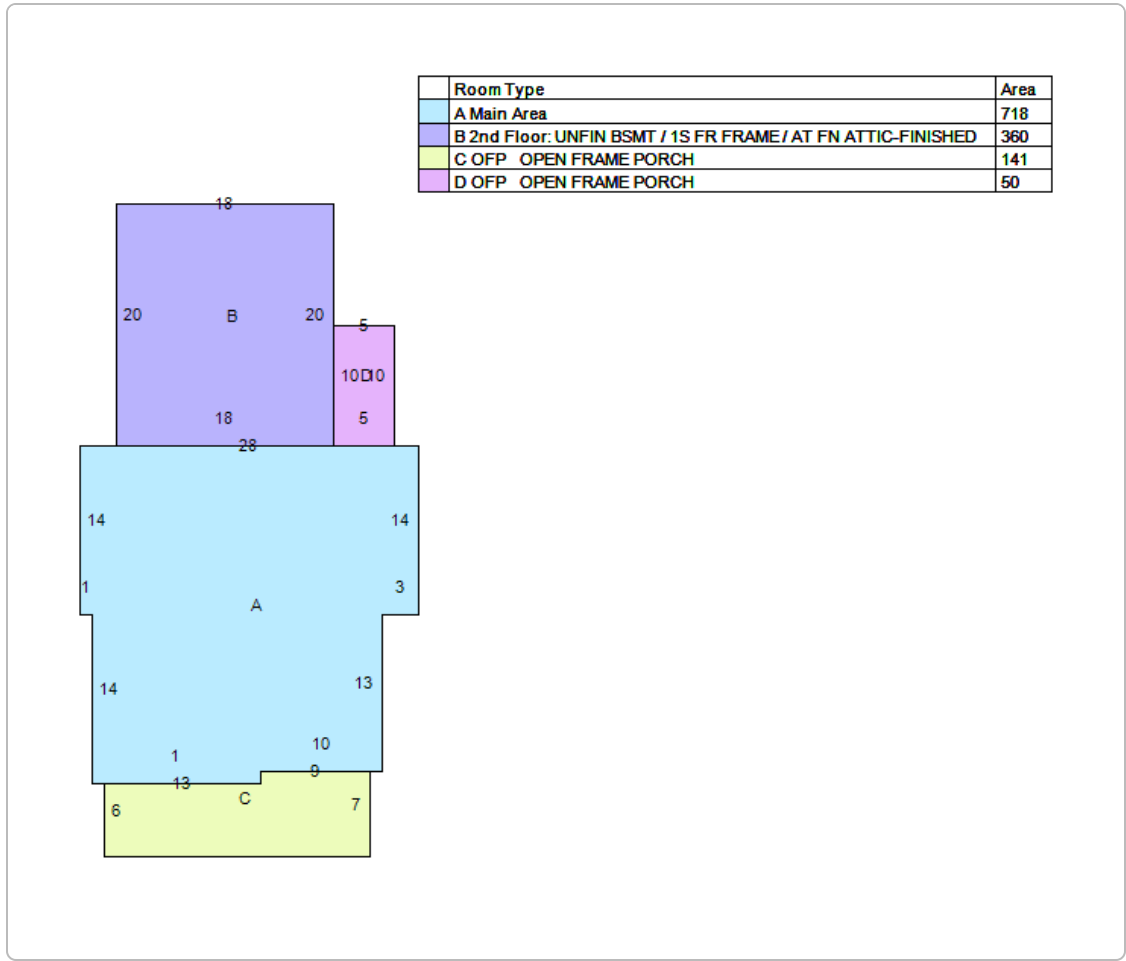 Room Type Area
A Main Area 718
B 2nd Floor: UNFIN BSMT / 1S FR FRAME / AT FN ATTIC-FINISHED 360
C OFP OPEN FRAME PORCH 141
D OFP OPEN FRAME PORCH 50
18
20 B 20
5
10 D 10
18 5
28
14 14
1 3
A
14 13
10
1
9
13
C
6 7